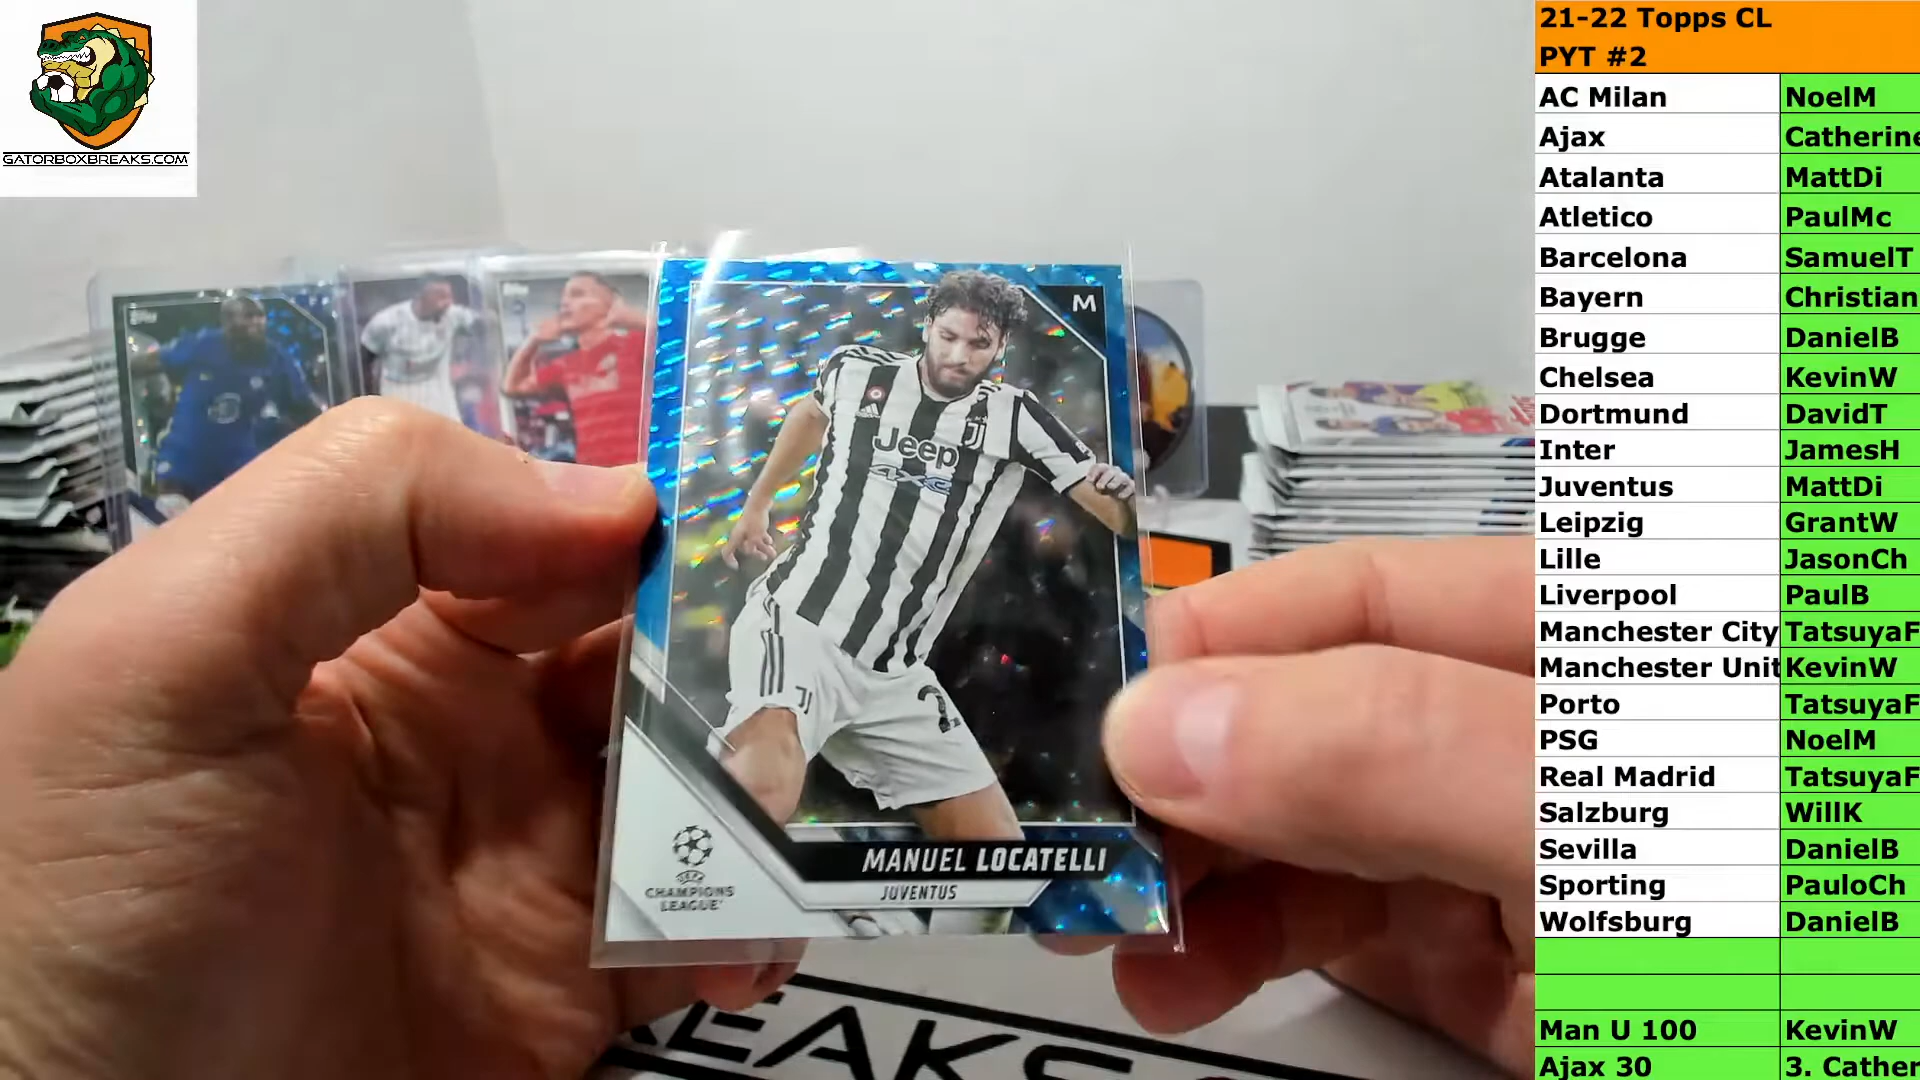 GATORBOXBREAKS.COM
M
Jeep
4xe
MANUEL LOCATELLI
JUVENTUS
UEFA
CHAMPIONS
LEAGUE
EAKS
21-22 Topps CL
PYT #2
AC Milan NoelM
Ajax Catherine
Atalanta MattDi
Atletico PaulMc
Barcelona SamuelT
Bayern Christian
Brugge DanielB
Chelsea KevinW
Dortmund DavidT
Inter JamesH
Juventus MattDi
Leipzig GrantW
Lille JasonCh
Liverpool PaulB
Manchester City TatsuyaF
Manchester Unit KevinW
Porto TatsuyaF
PSG NoelM
Real Madrid TatsuyaF
Salzburg WillK
Sevilla DanielB
Sporting PauloCh
Wolfsburg DanielB
Man U 100 KevinW
Ajax 30 3. Cather